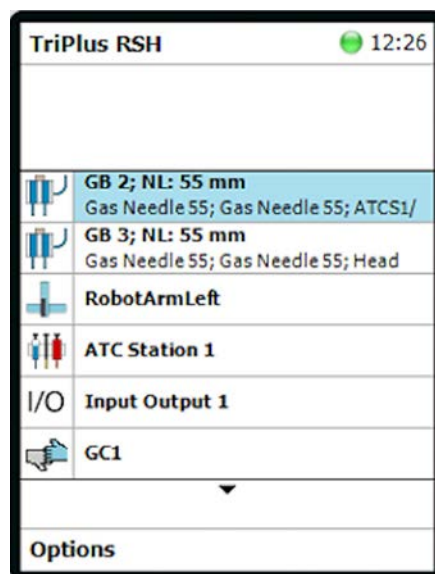 TriPlus RSH 12:26
GB 2; NL: 55 mm
Gas Needle 55; Gas Needle 55; ATCS1/
GB 3; NL: 55 mm
Gas Needle 55; Gas Needle 55; Head
RobotArmLeft
ATC Station 1
I/O Input Output 1
GC1
Options